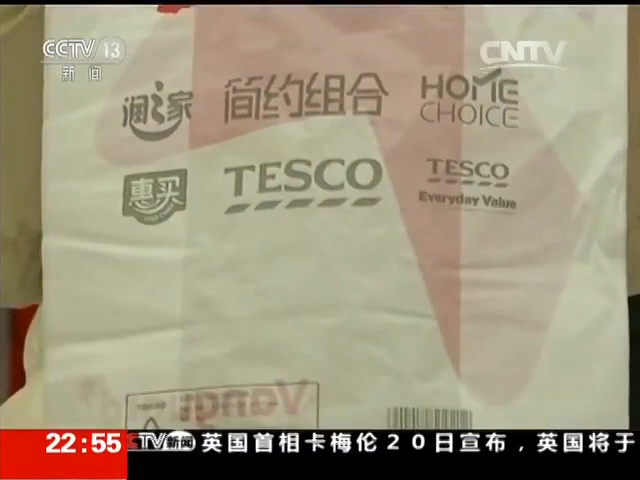 CCTV 13
新闻
CNTV
润之家
简约组合
HOME CHOICE
惠买
TESCO
TESCO
Everyday Value
22:55
CCTV新闻
英国首相卡梅伦20日宣布，英国将于